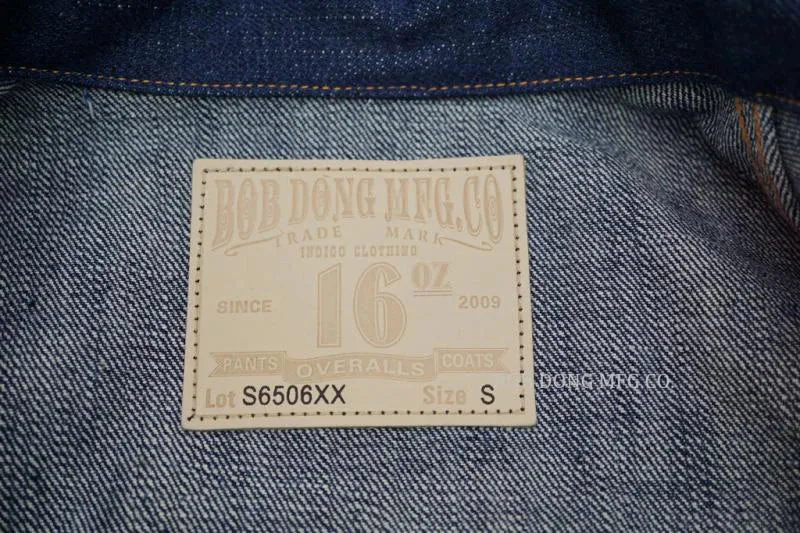 BOB DONG MFG.CO
TRADE MARK
INDIGO CLOTHING
16 OZ
SINCE 2009
PANTS OVERALLS COATS
Lot S6506XX Size S
DONG MFG.CO.